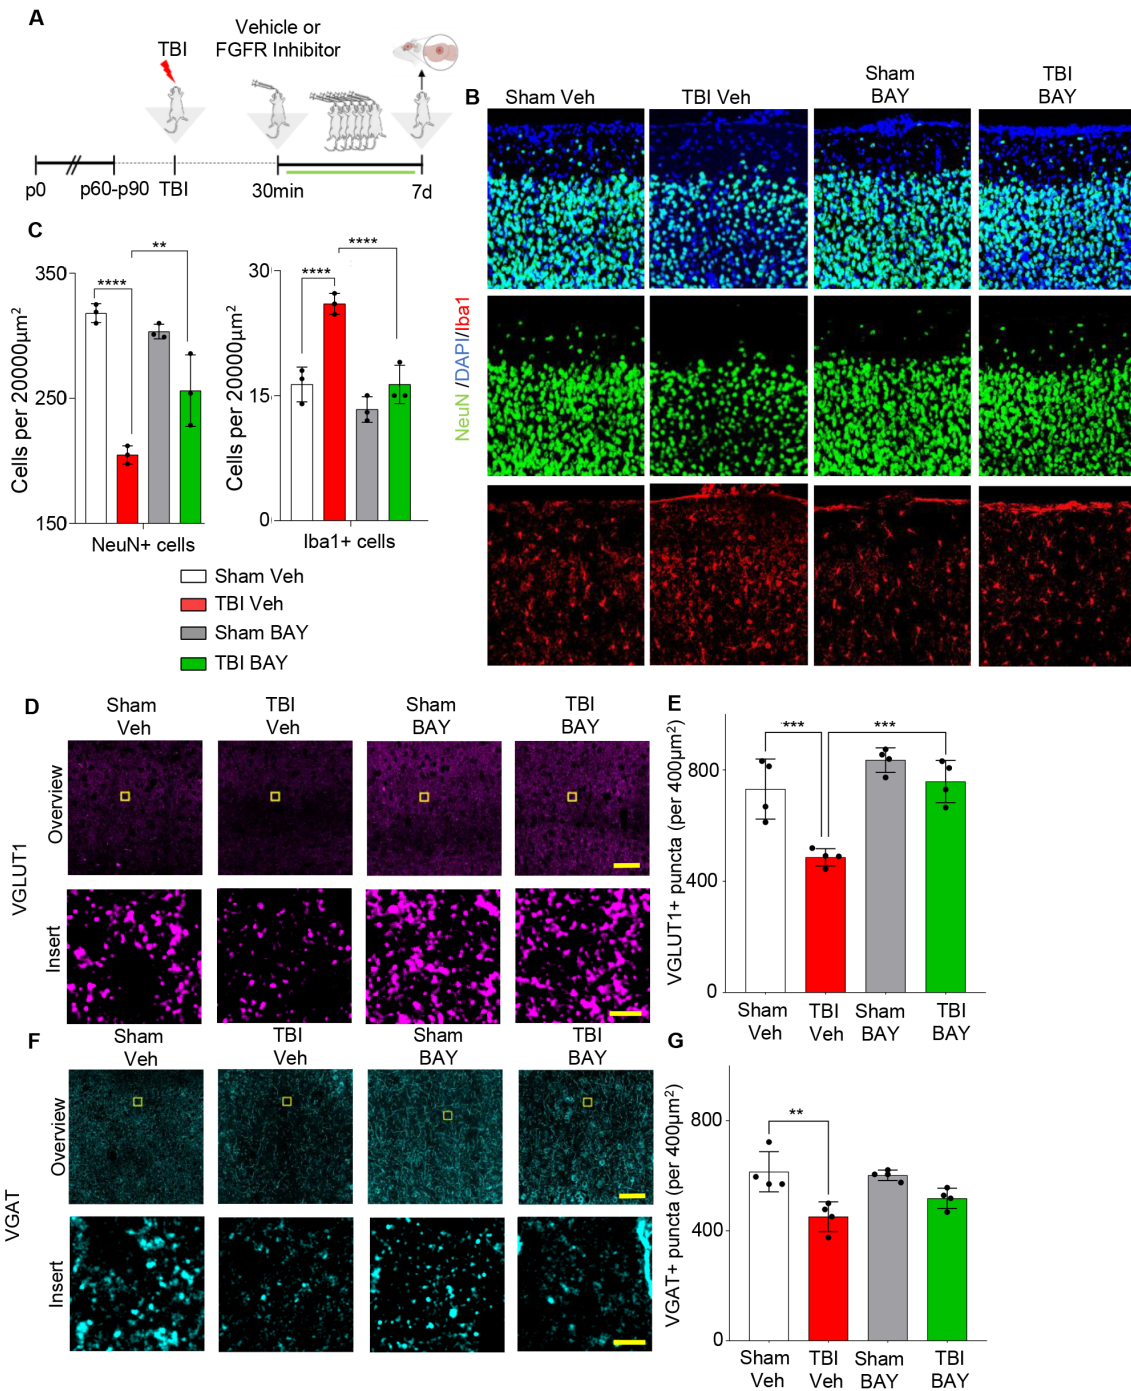 A
TBI
Vehicle or
FGFR Inhibitor
p0
p60-p90
TBI
30min
7d
B
Sham Veh
TBI Veh
Sham
BAY
TBI
BAY
NeuN /DAPI/Iba1
C
Cells per 20000µm²
350
250
150
****
**
NeuN+ cells
Cells per 20000µm²
30
15
0
****
****
Iba1+ cells
Sham Veh
TBI Veh
Sham BAY
TBI BAY
D
Sham
Veh
TBI
Veh
Sham
BAY
TBI
BAY
VGLUT1
Overview
Insert
E
VGLUT1+ puncta (per 400µm²)
800
400
0
***
***
Sham
Veh
TBI
Veh
Sham
BAY
TBI
BAY
F
Sham
Veh
TBI
Veh
Sham
BAY
TBI
BAY
VGAT
Overview
Insert
G
VGAT+ puncta (per 400µm²)
800
400
0
**
Sham
Veh
TBI
Veh
Sham
BAY
TBI
BAY